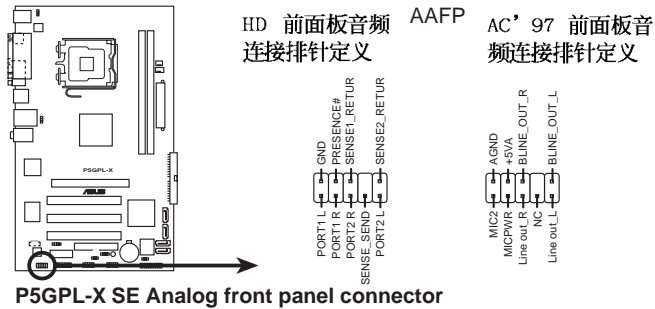 HD 前面板音频
连接排针定义
AAFP
AC'97 前面板音
频连接排针定义
GND
PRESENCE#
SENSE1_RETUR
SENSE2_RETUR
PORT1 L
PORT1 R
PORT2 R
SENSE_SEND
PORT2 L
AGND
+5VA
BLINE_OUT_R
BLINE_OUT_L
MIC2
MICPWR
Line out_R
NC
Line out_L
P5GPL-X
ASUS
P5GPL-X SE Analog front panel connector